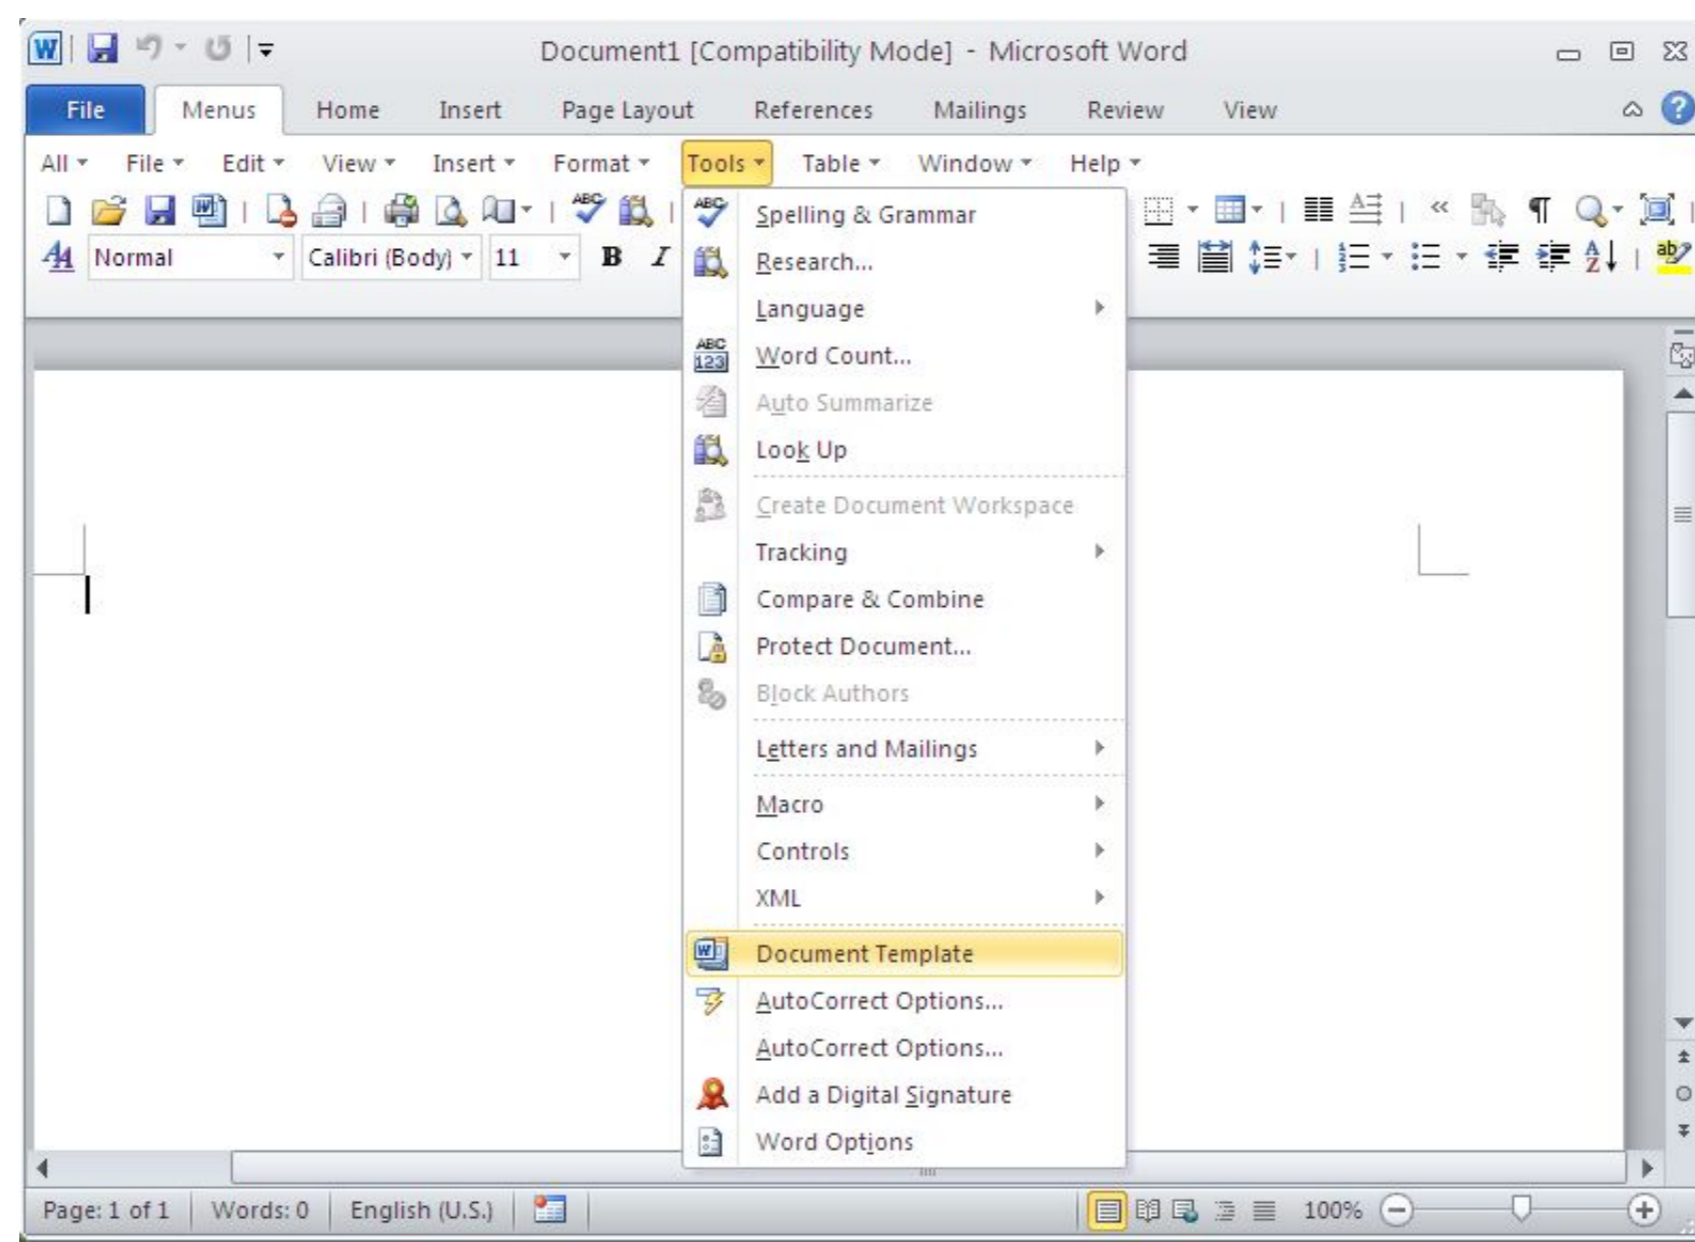 Document1 [Compatibility Mode] - Microsoft Word
File Menus Home Insert Page Layout References Mailings Review View
All File Edit View Insert Format Tools Table Window Help
Normal Calibri (Body) 11 B I
Spelling & Grammar
Research...
Language
Word Count...
Auto Summarize
Look Up
Create Document Workspace
Tracking
Compare & Combine
Protect Document...
Block Authors
Letters and Mailings
Macro
Controls
XML
Document Template
AutoCorrect Options...
AutoCorrect Options...
Add a Digital Signature
Word Options
Page: 1 of 1 Words: 0 English (U.S.) 100%